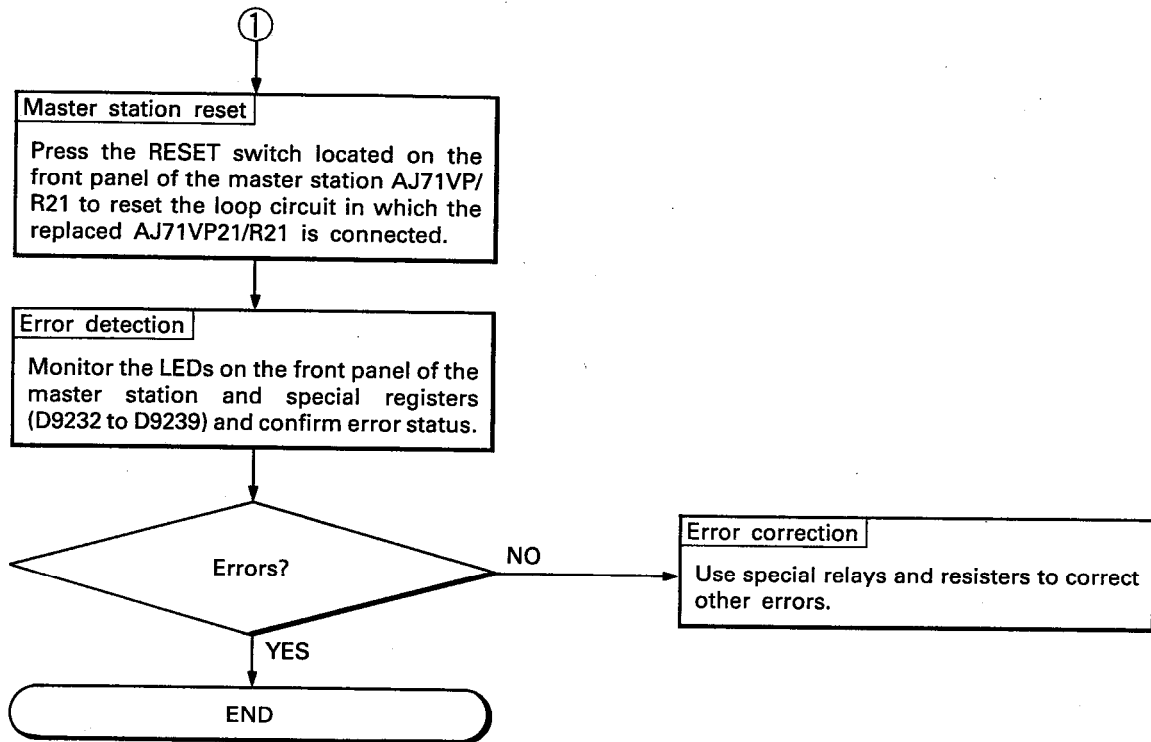 1
Master station reset
Press the RESET switch located on the
front panel of the master station AJ71VP/
R21 to reset the loop circuit in which the
replaced AJ71VP21/R21 is connected.
Error detection
Monitor the LEDs on the front panel of the
master station and special registers
(D9232 to D9239) and confirm error status.
Errors?
NO
Error correction
Use special relays and resisters to correct
other errors.
YES
END